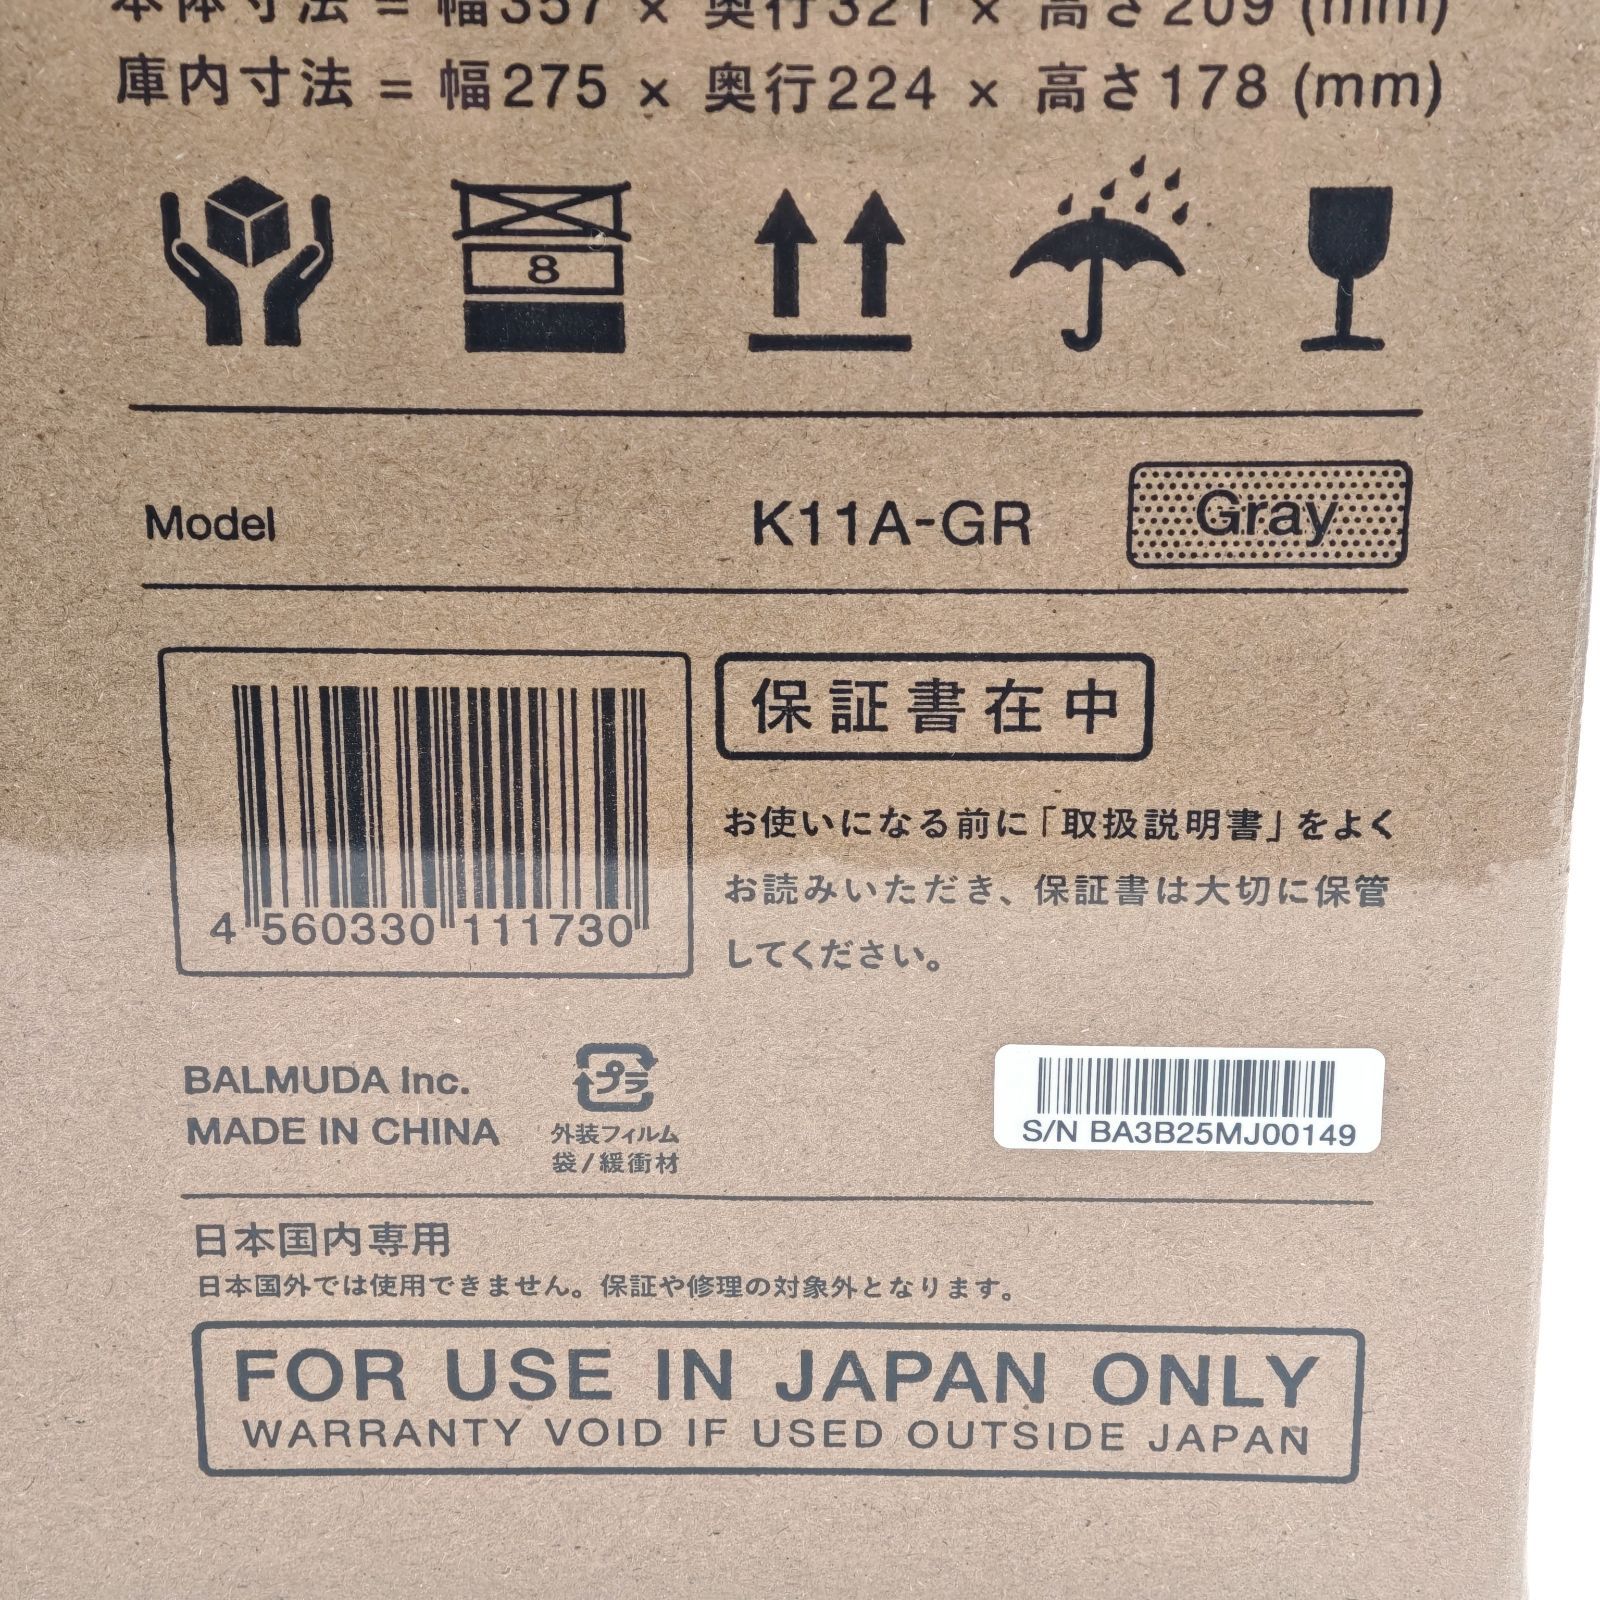 本体寸法 = 幅357 × 奥行321 × 高さ209 (mm)
庫内寸法 = 幅275 × 奥行224 × 高さ178 (mm)
8
Model K11A-GR Gray
保証書在中
お使いになる前に「取扱説明書」をよく
お読みいただき、保証書は大切に保管
してください。
4 560330 111730
BALMUDA Inc.
MADE IN CHINA
プラ
外装フィルム
袋/緩衝材
S/N BA3B25MJ00149
日本国内専用
日本国外では使用できません。保証や修理の対象外となります。
FOR USE IN JAPAN ONLY
WARRANTY VOID IF USED OUTSIDE JAPAN